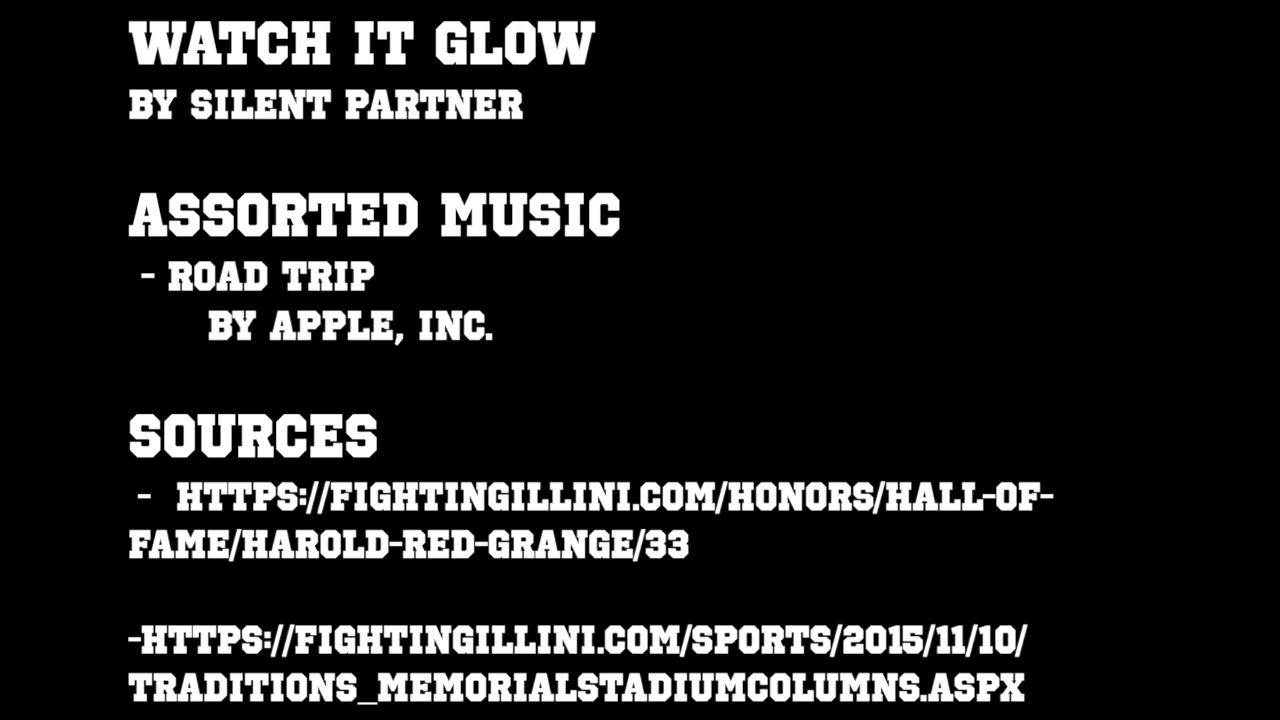 WATCH IT GLOW
BY SILENT PARTNER
ASSORTED MUSIC
- ROAD TRIP
BY APPLE, INC.
SOURCES
- HTTPS://FIGHTINGILLINI.COM/HONORS/HALL-OF-
FAME/HAROLD-RED-GRANGE/33
-HTTPS://FIGHTINGILLINI.COM/SPORTS/2015/11/10/
TRADITIONS_MEMORIALSTADIUMCOLUMNS.ASPX